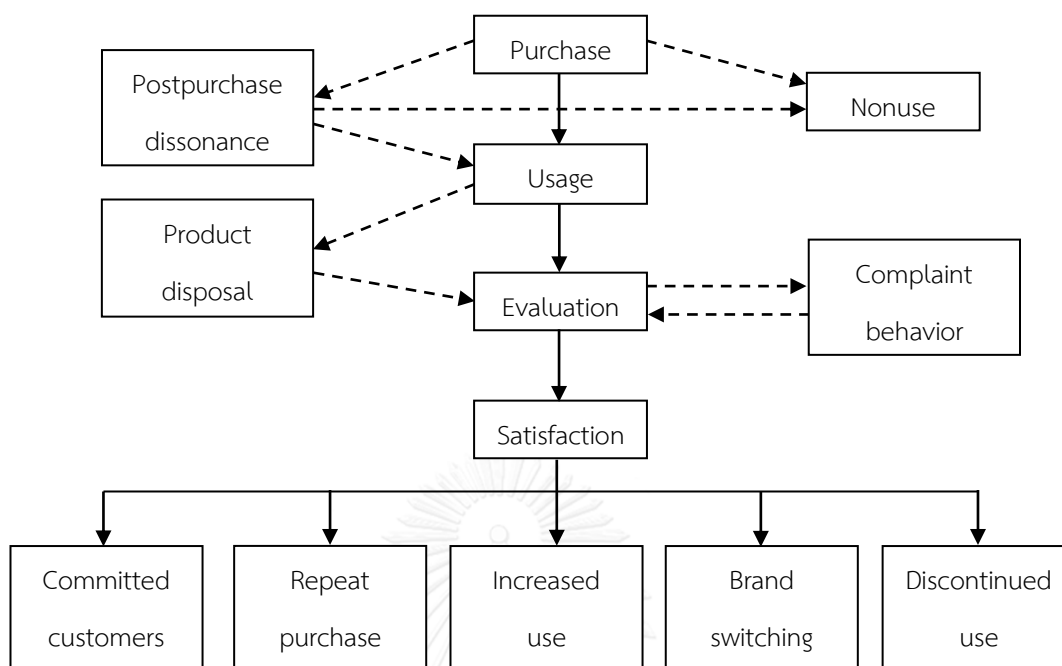 Purchase
Postpurchase
dissonance
Nonuse
Usage
Product
disposal
Evaluation
Complaint
behavior
Satisfaction
Committed
customers
Repeat
purchase
Increased
use
Brand
switching
Discontinued
use